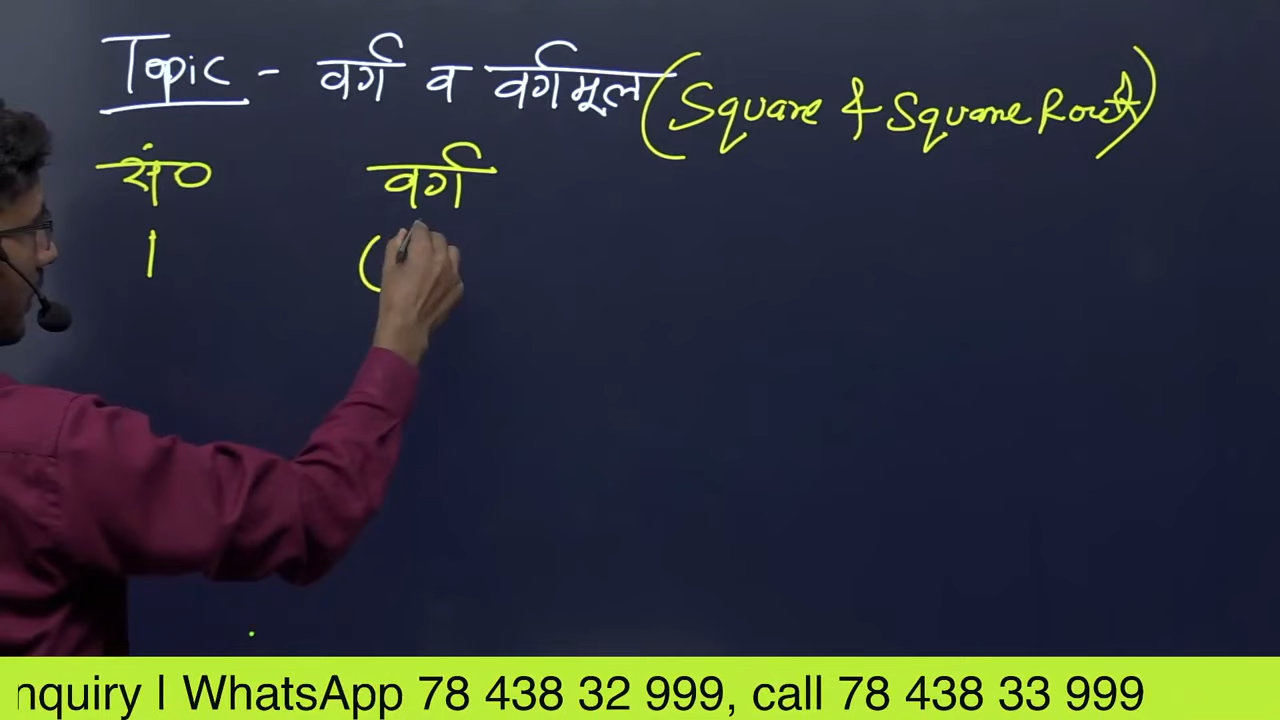 Topic - वर्ग व वर्गमूल (Square & Square Root)
सं० वर्ग
1 (
nquiry I WhatsApp 78 438 32 999, call 78 438 33 999